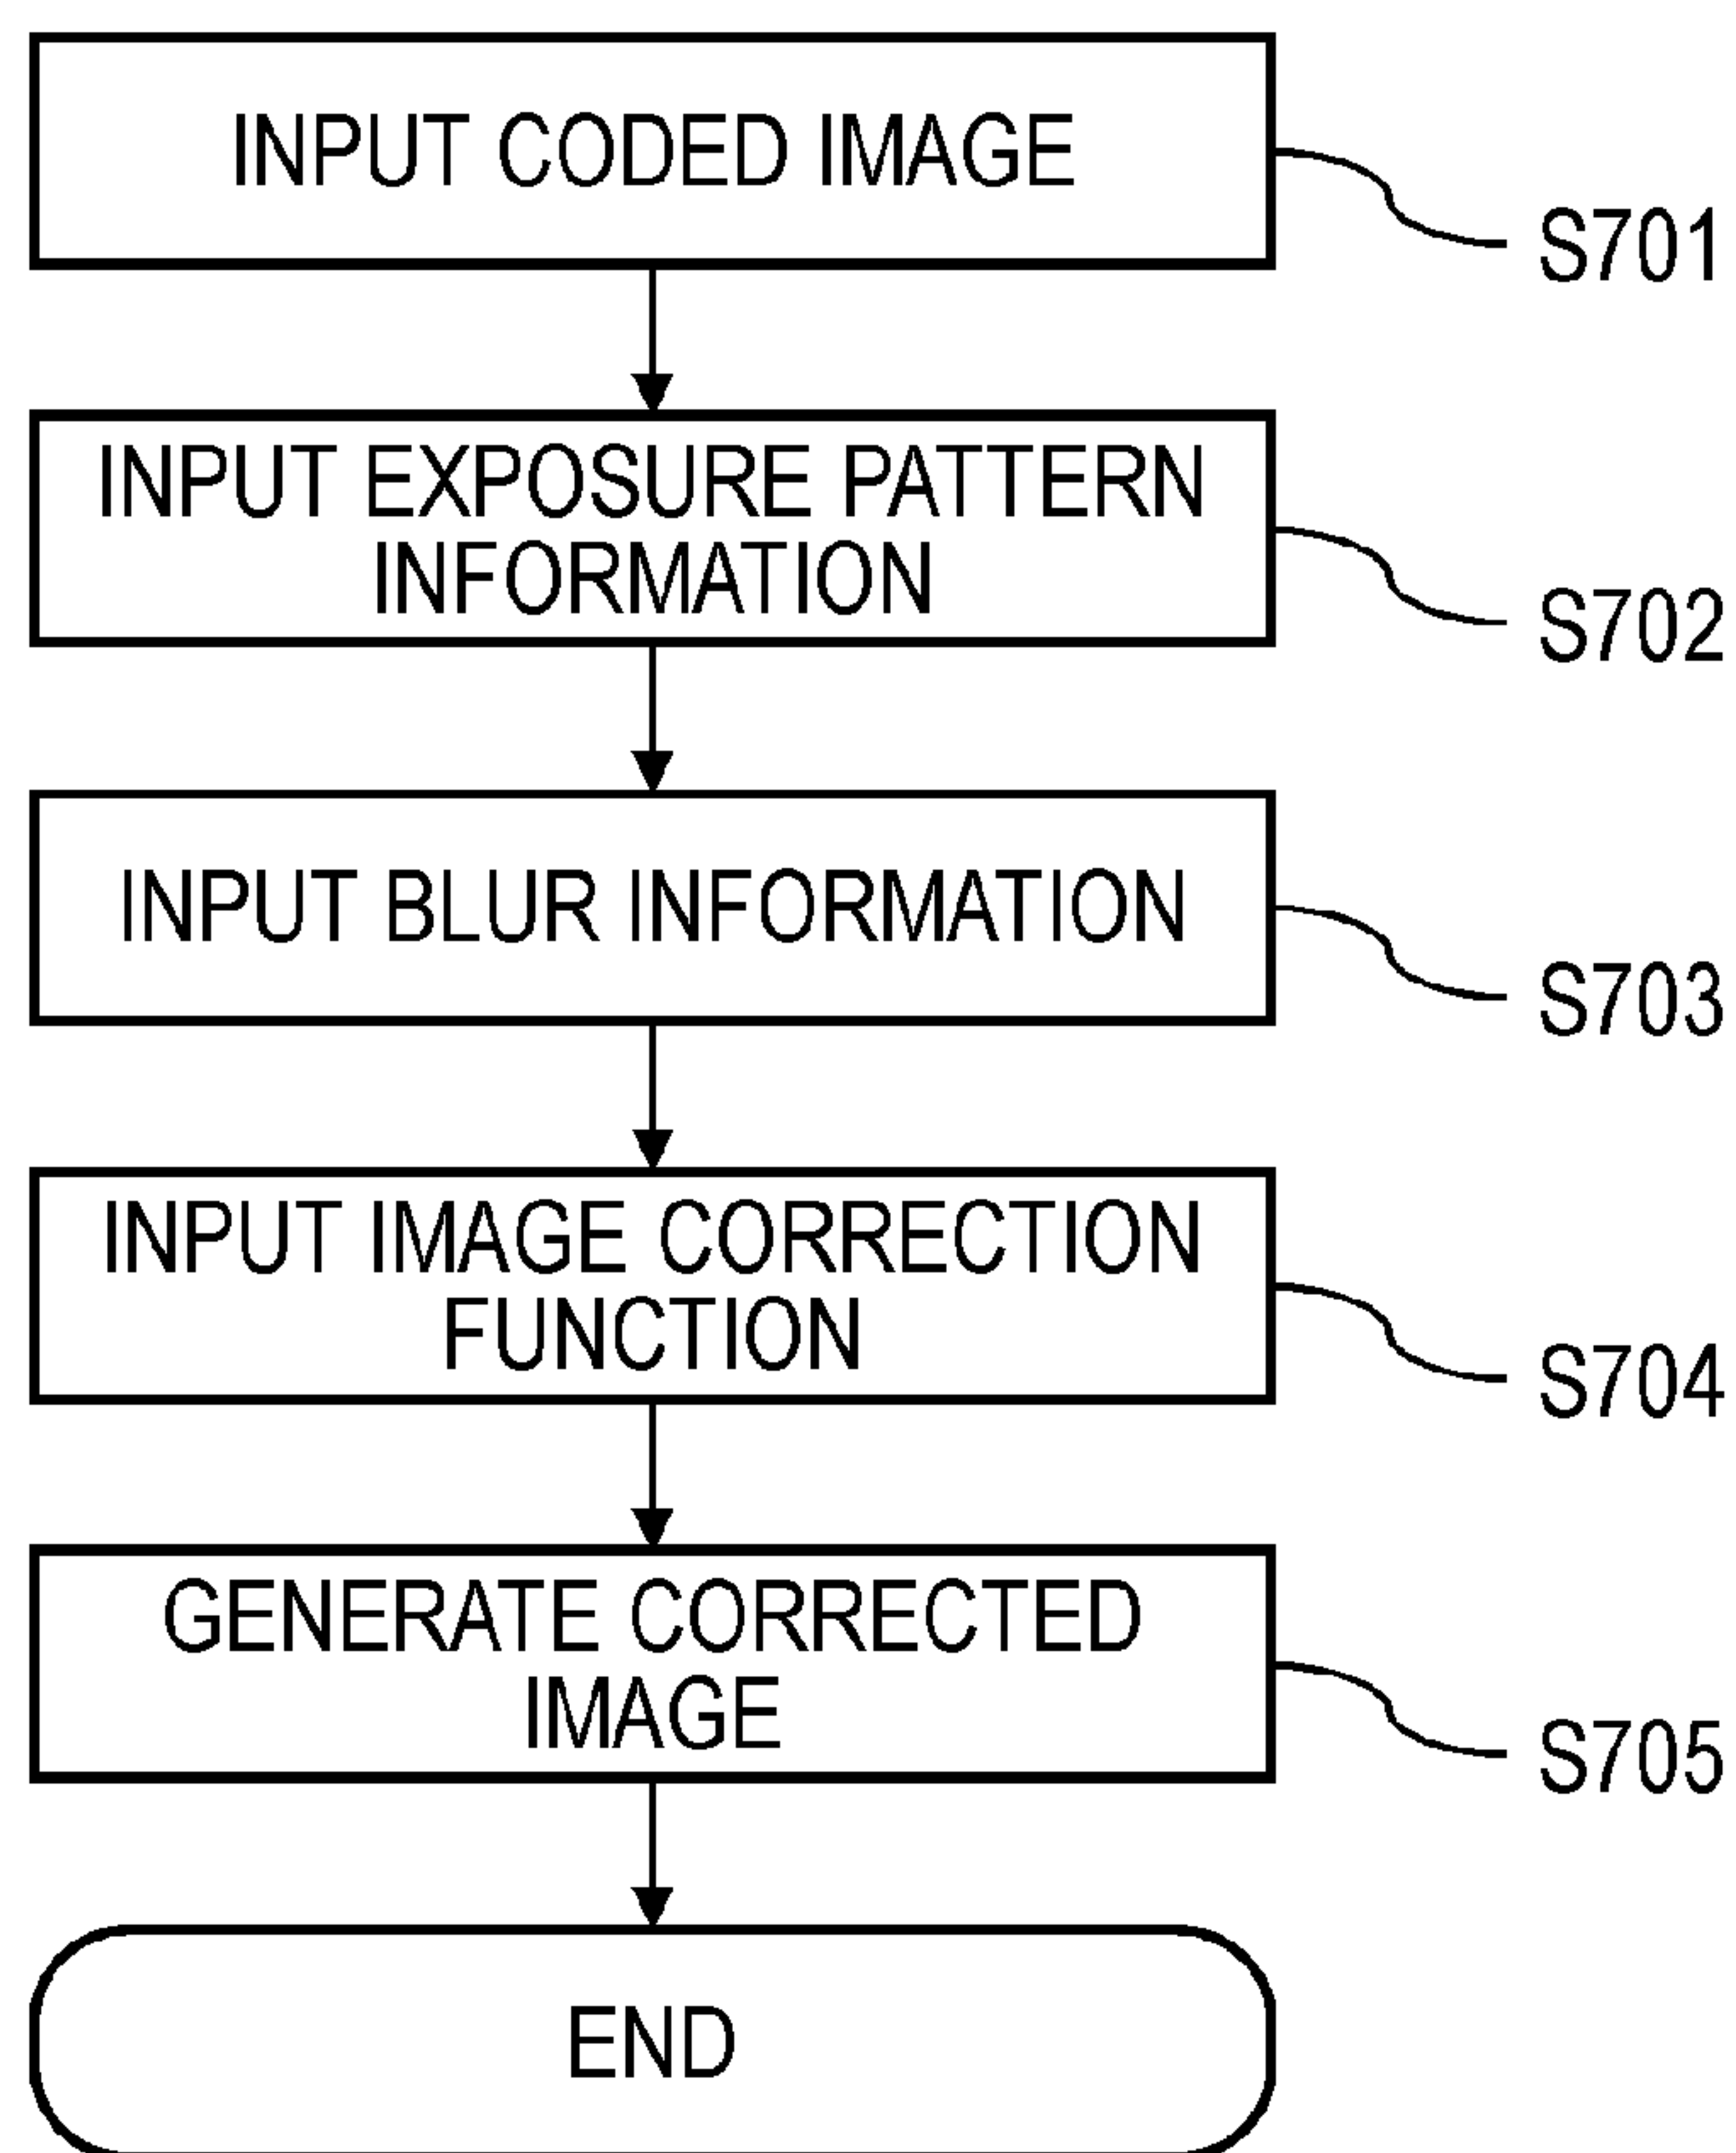 INPUT CODED IMAGE
S701
INPUT EXPOSURE PATTERN
INFORMATION
S702
INPUT BLUR INFORMATION
S703
INPUT IMAGE CORRECTION
FUNCTION
S704
GENERATE CORRECTED
IMAGE
S705
END